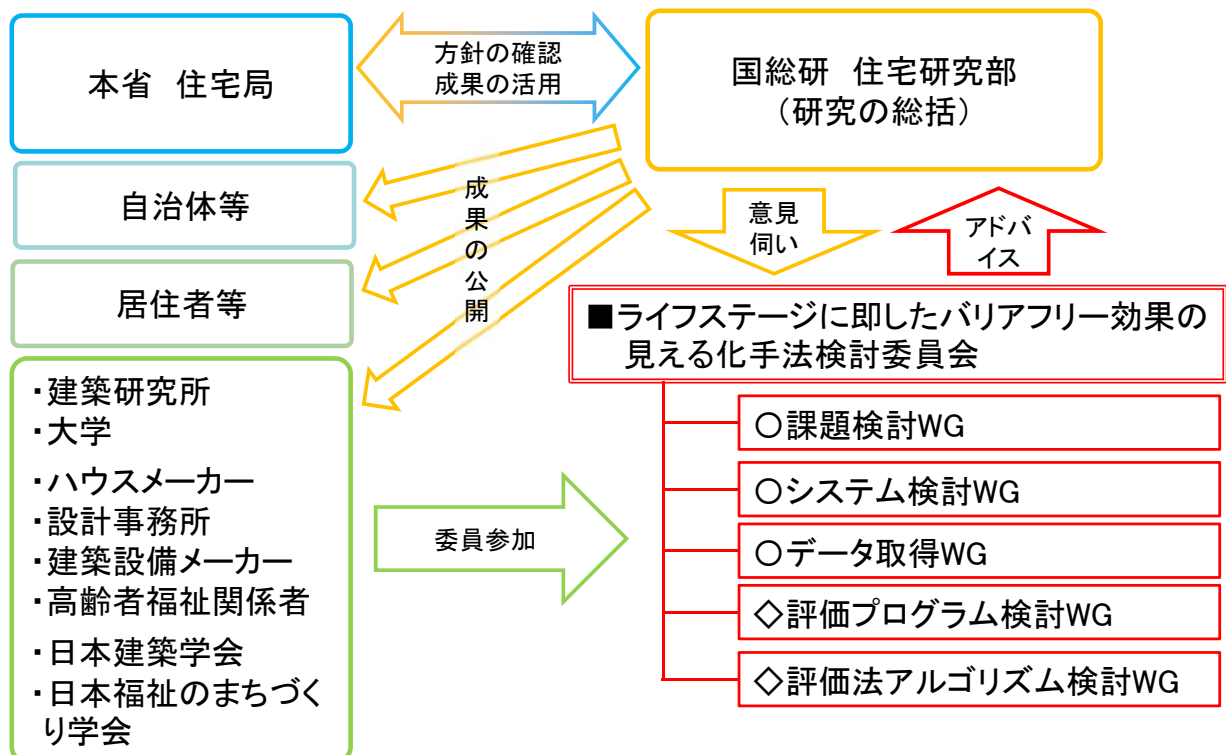 本省　住宅局
方針の確認
成果の活用
国総研　住宅研究部
（研究の総括）
自治体等
居住者等
成果の公開
意見
伺い
アドバ
イス
■ライフステージに即したバリアフリー効果の
見える化手法検討委員会
・建築研究所
・大学
・ハウスメーカー
・設計事務所
・建築設備メーカー
・高齢者福祉関係者
・日本建築学会
・日本福祉のまちづく
り学会
委員参加
○課題検討WG
○システム検討WG
○データ取得WG
◇評価プログラム検討WG
◇評価法アルゴリズム検討WG